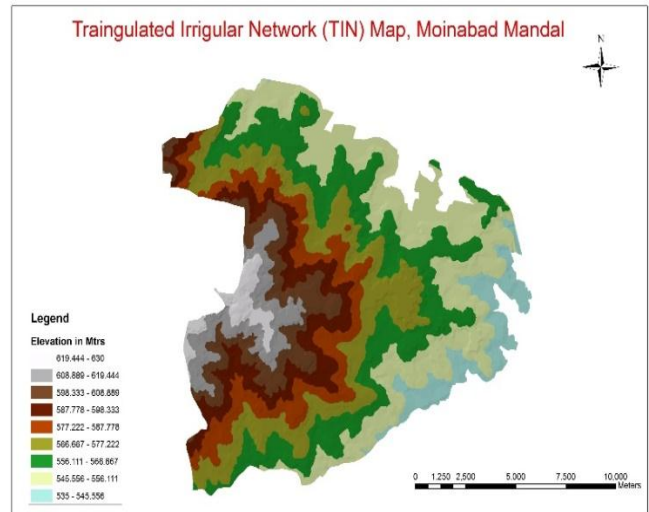 Traingulated Irrigular Network (TIN) Map, Moinabad Mandal
N
Legend
Elevation in Mtrs
619.444 - 630
608.889 - 619.444
598.333 - 608.889
587.778 - 598.333
577.222 - 587.778
566.667 - 577.222
556.111 - 566.667
545.556 - 556.111
535 - 545.556
0 1,250 2,500 5,000 7,500 10,000
Meters